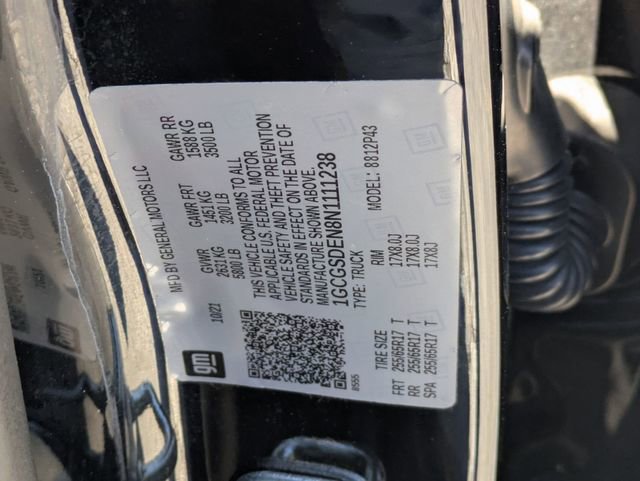 gm
MFD BY GENERAL MOTORS LLC
10/21
GVWR
2631 KG
5800 LB
GAWR FRT
1451 KG
3200 LB
GAWR RR
1588 KG
3500 LB
THIS VEHICLE CONFORMS TO ALL
APPLICABLE U.S. FEDERAL MOTOR
VEHICLE SAFETY AND THEFT PREVENTION
STANDARDS IN EFFECT ON THE DATE OF
MANUFACTURE SHOWN ABOVE.
1GCGSDEN8N1111238
TYPE: TRUCK
MODEL: 8812P43
8555
TIRE SIZE RIM
FRT 255/65R17 T 17X8.0J
RR 255/65R17 T 17X8.0J
SPA 255/65R17 T 17X8J